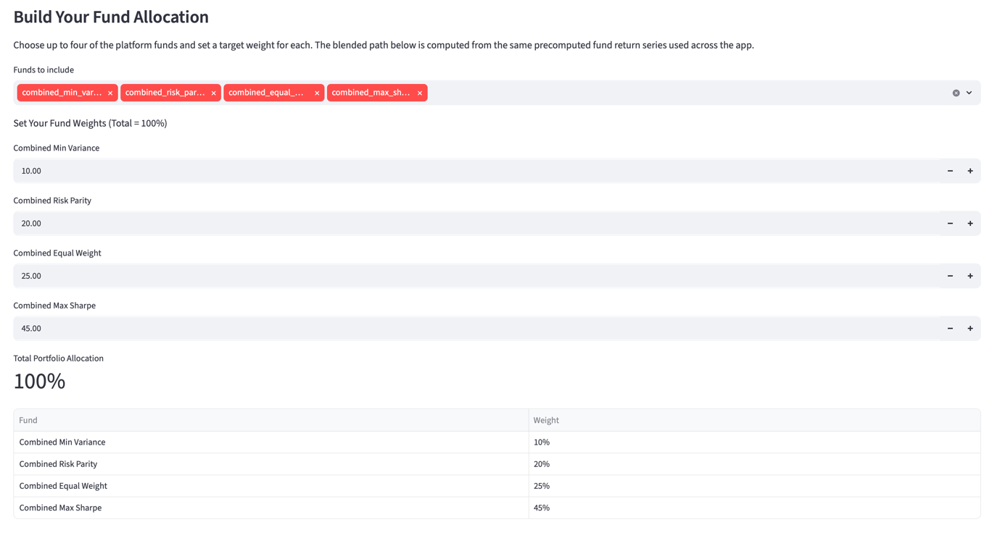 Build Your Fund Allocation
Choose up to four of the platform funds and set a target weight for each. The blended path below is computed from the same precomputed fund return series used across the app.
Funds to include
combined_min_var... × combined_risk_par... × combined_equal_... × combined_max_sh... ×
Set Your Fund Weights (Total = 100%)
Combined Min Variance
10.00 − +
Combined Risk Parity
20.00 − +
Combined Equal Weight
25.00 − +
Combined Max Sharpe
45.00 − +
Total Portfolio Allocation
100%
Fund Weight
Combined Min Variance 10%
Combined Risk Parity 20%
Combined Equal Weight 25%
Combined Max Sharpe 45%